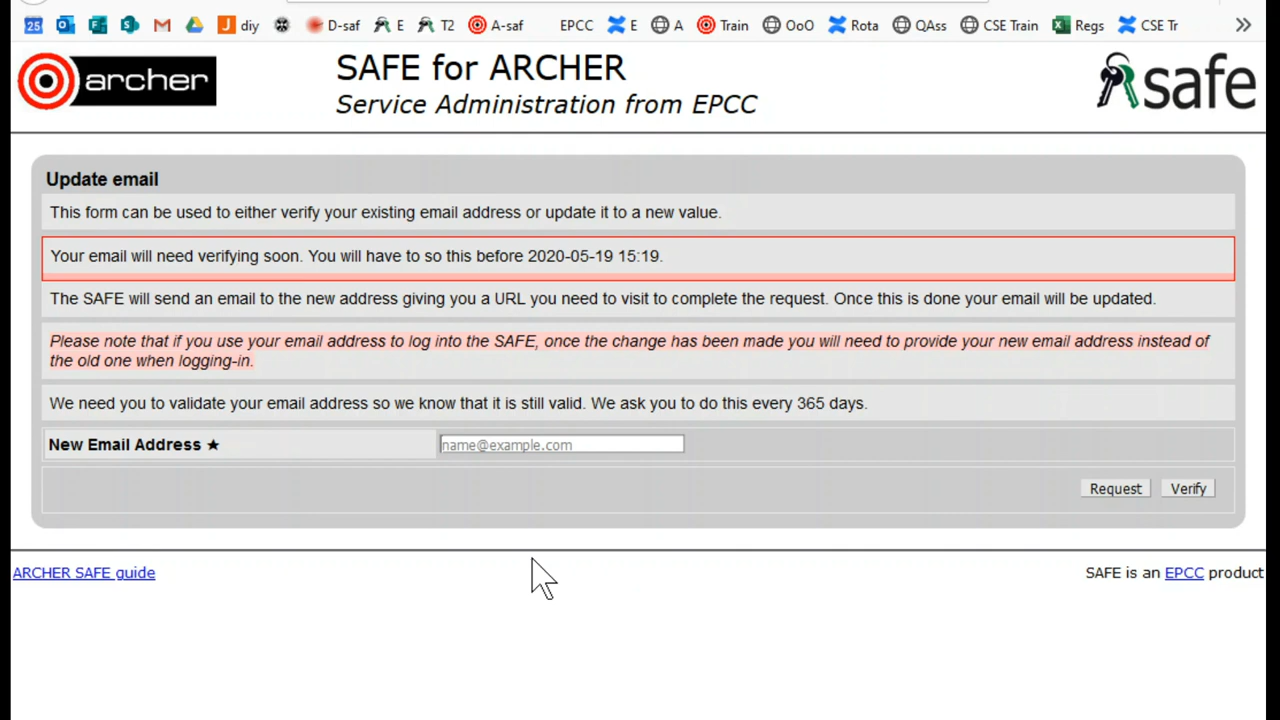 25 diy D-saf E T2 A-saf EPCC E A Train OoO Rota QAss CSE Train Regs CSE Tr
archer
SAFE for ARCHER
Service Administration from EPCC
safe
Update email
This form can be used to either verify your existing email address or update it to a new value.
Your email will need verifying soon. You will have to so this before 2020-05-19 15:19.
The SAFE will send an email to the new address giving you a URL you need to visit to complete the request. Once this is done your email will be updated.
Please note that if you use your email address to log into the SAFE, once the change has been made you will need to provide your new email address instead of
the old one when logging-in.
We need you to validate your email address so we know that it is still valid. We ask you to do this every 365 days.
New Email Address ★ name@example.com
Request Verify
ARCHER SAFE guide SAFE is an EPCC product